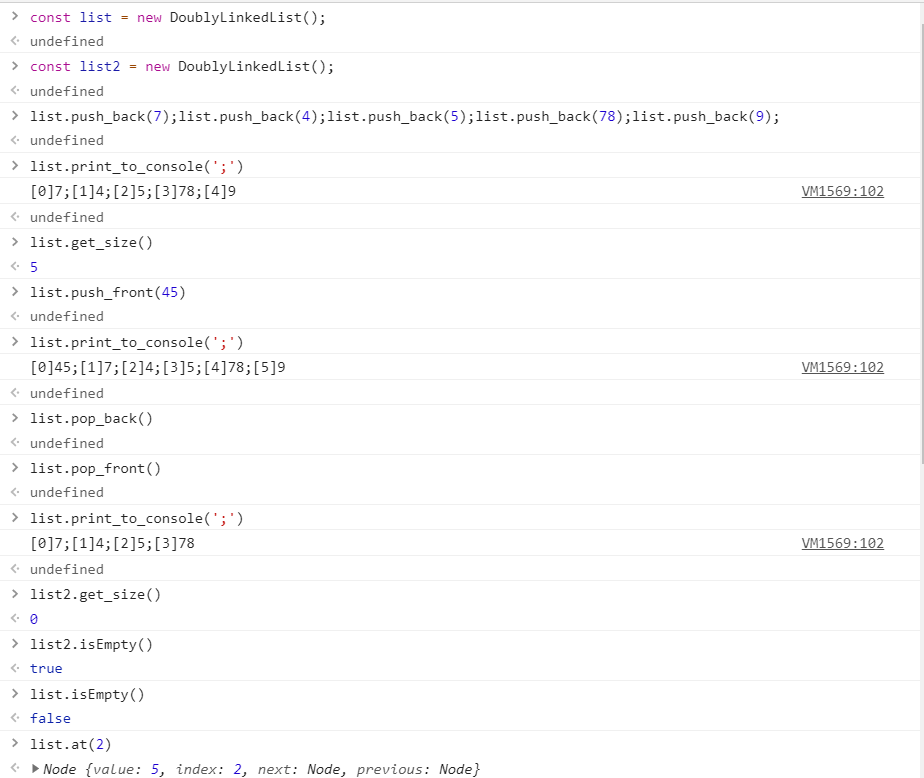 const list = new DoublyLinkedList();
undefined
const list2 = new DoublyLinkedList();
undefined
list.push_back(7);list.push_back(4);list.push_back(5);list.push_back(78);list.push_back(9);
undefined
list.print_to_console(';')
[0]7;[1]4;[2]5;[3]78;[4]9 VM1569:102
undefined
list.get_size()
5
list.push_front(45)
undefined
list.print_to_console(';')
[0]45;[1]7;[2]4;[3]5;[4]78;[5]9 VM1569:102
undefined
list.pop_back()
undefined
list.pop_front()
undefined
list.print_to_console(';')
[0]7;[1]4;[2]5;[3]78 VM1569:102
undefined
list2.get_size()
0
list2.isEmpty()
true
list.isEmpty()
false
list.at(2)
Node {value: 5, index: 2, next: Node, previous: Node}